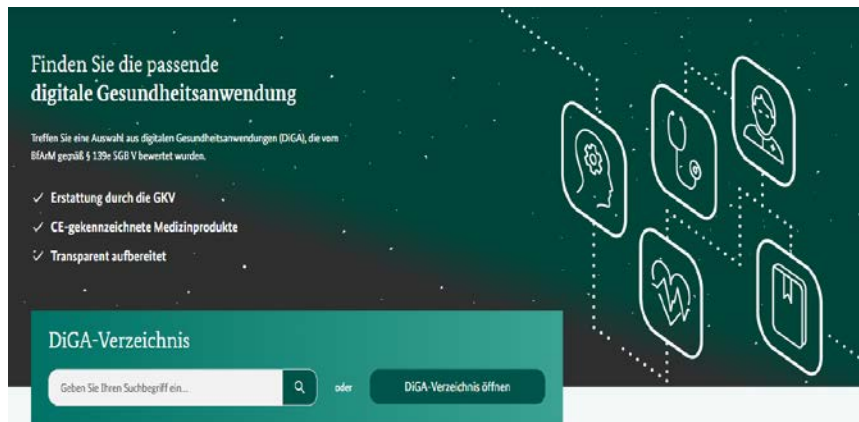 Finden Sie die passende
digitale Gesundheitsanwendung
Treffen Sie eine Auswahl aus digitalen Gesundheitsanwendungen (DiGA), die vom
BfArM gemäß § 139e SGB V bewertet wurden.
✓ Erstattung durch die GKV
✓ CE-gekennzeichnete Medizinprodukte
✓ Transparent aufbereitet
DiGA-Verzeichnis
Geben Sie Ihren Suchbegriff ein... oder DiGA-Verzeichnis öffnen